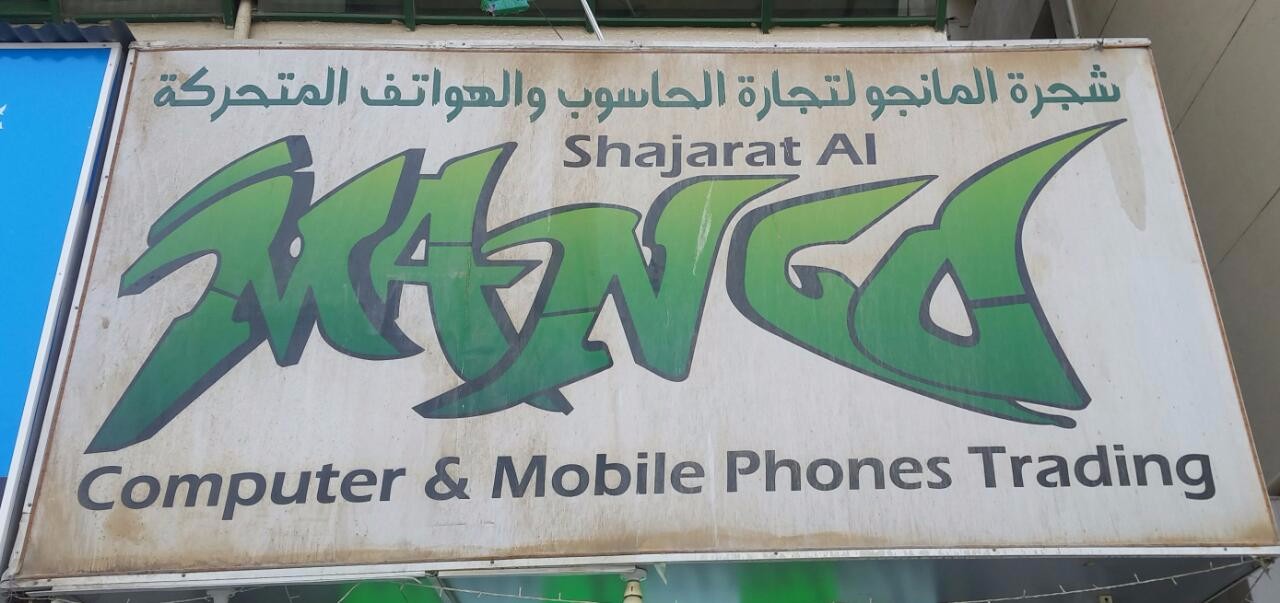 شجرة المانجو لتجارة الحاسوب والهواتف المتحركة
Shajarat Al
MANGO
Computer & Mobile Phones Trading